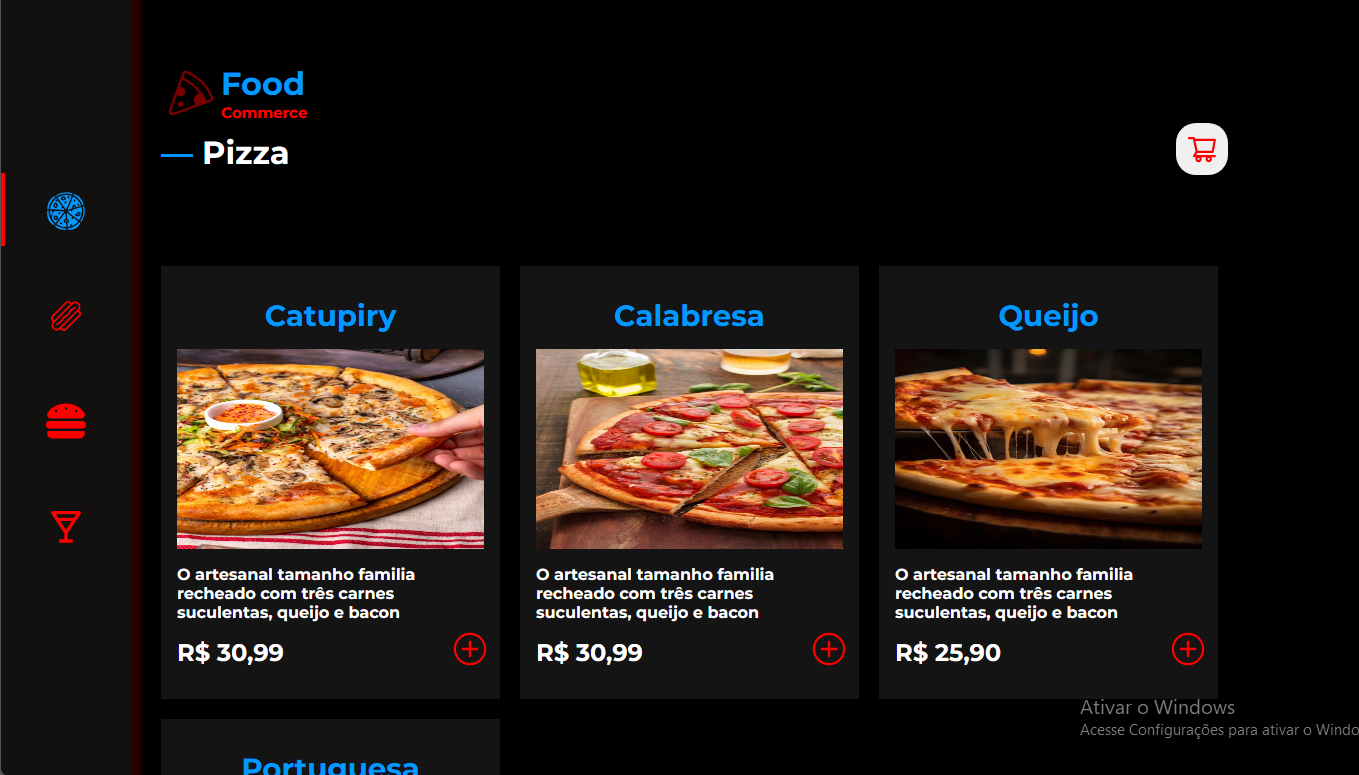 Food
Commerce
Pizza
Catupiry
Calabresa
Queijo
O artesanal tamanho familia
recheado com três carnes
suculentas, queijo e bacon
R$ 30,99
O artesanal tamanho familia
recheado com três carnes
suculentas, queijo e bacon
R$ 30,99
O artesanal tamanho familia
recheado com três carnes
suculentas, queijo e bacon
R$ 25,90
Portuguesa
Ativar o Windows
Acesse Configurações para ativar o Windo